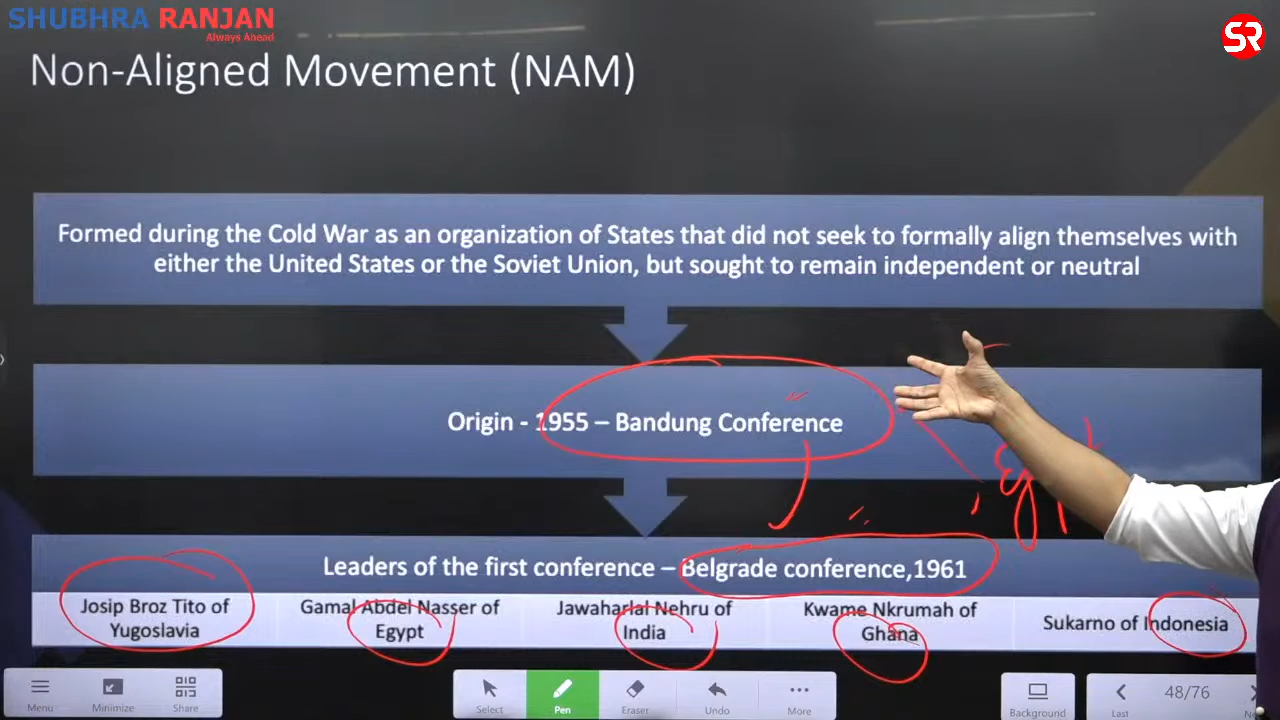 SHUBHRA RANJAN
Always Ahead
SR
Non-Aligned Movement (NAM)
Formed during the Cold War as an organization of States that did not seek to formally align themselves with
either the United States or the Soviet Union, but sought to remain independent or neutral
Origin - 1955 – Bandung Conference
Leaders of the first conference – Belgrade conference,1961
Josip Broz Tito of
Yugoslavia
Gamal Abdel Nasser of
Egypt
Jawaharlal Nehru of
India
Kwame Nkrumah of
Ghana
Sukarno of Indonesia
Menu
Minimize
Share
Select
Pen
Eraser
Undo
More
Background
Last
48/76